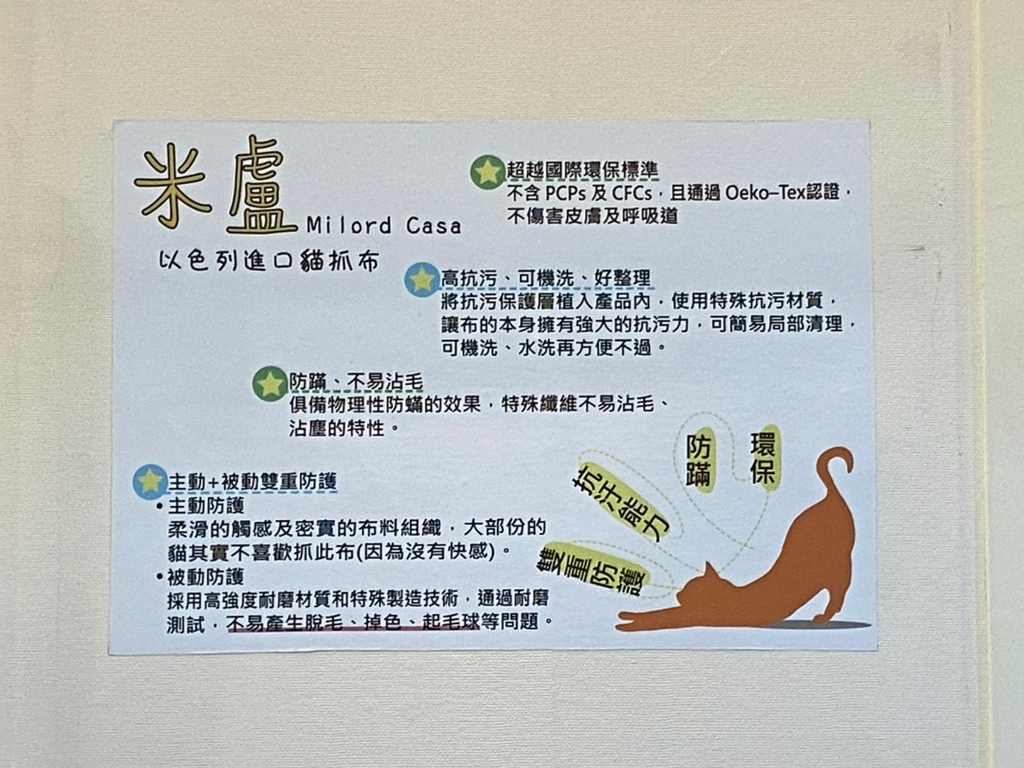 米盧 Milord Casa
以色列進口貓抓布
超越國際環保標準
不含 PCPs 及 CFCs，且通過 Oeko-Tex認證，
不傷害皮膚及呼吸道
高抗污、可機洗、好整理
將抗污保護層植入產品內，使用特殊抗污材質，
讓布的本身擁有強大的抗污力，可簡易局部清理，
可機洗、水洗再方便不過。
防蹣、不易沾毛
俱備物理性防蟎的效果，特殊纖維不易沾毛、
沾塵的特性。
主動+被動雙重防護
•主動防護
柔滑的觸感及密實的布料組織，大部份的
貓其實不喜歡抓此布(因為沒有快感)。
•被動防護
採用高強度耐磨材質和特殊製造技術，通過耐磨
測試，不易產生脫毛、掉色、起毛球等問題。
環保
防蹣
抗汙能力
雙重防護